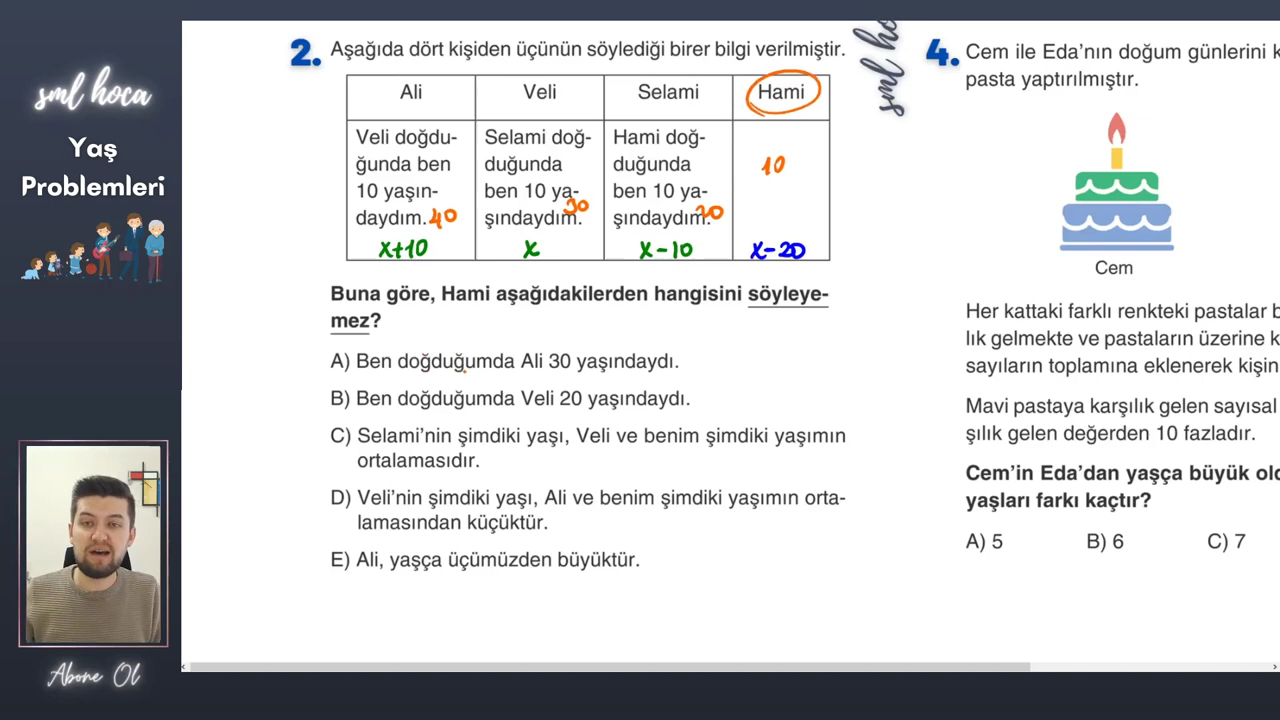 sml hoca
Yaş
Problemleri
Abone Ol
2. Aşağıda dört kişiden üçünün söylediği birer bilgi verilmiştir.
Ali Veli Selami Hami
Veli doğdu-
ğunda ben
10 yaşın-
daydım. 40
x+10
Selami doğ-
duğunda
ben 10 ya-
şındaydım. 30
x
Hami doğ-
duğunda
ben 10 ya-
şındaydım. 20
x-10
10
x-20
Buna göre, Hami aşağıdakilerden hangisini söyleye-
mez?
A) Ben doğduğumda Ali 30 yaşındaydı.
B) Ben doğduğumda Veli 20 yaşındaydı.
C) Selami’nin şimdiki yaşı, Veli ve benim şimdiki yaşımın
ortalamasıdır.
D) Veli’nin şimdiki yaşı, Ali ve benim şimdiki yaşımın orta-
lamasından küçüktür.
E) Ali, yaşça üçümüzden büyüktür.
sml ho
4. Cem ile Eda’nın doğum günlerini k
pasta yaptırılmıştır.
Cem
Her kattaki farklı renkteki pastalar b
lık gelmekte ve pastaların üzerine k
sayıların toplamına eklenerek kişin
Mavi pastaya karşılık gelen sayısal
şılık gelen değerden 10 fazladır.
Cem’in Eda’dan yaşça büyük old
yaşları farkı kaçtır?
A) 5 B) 6 C) 7